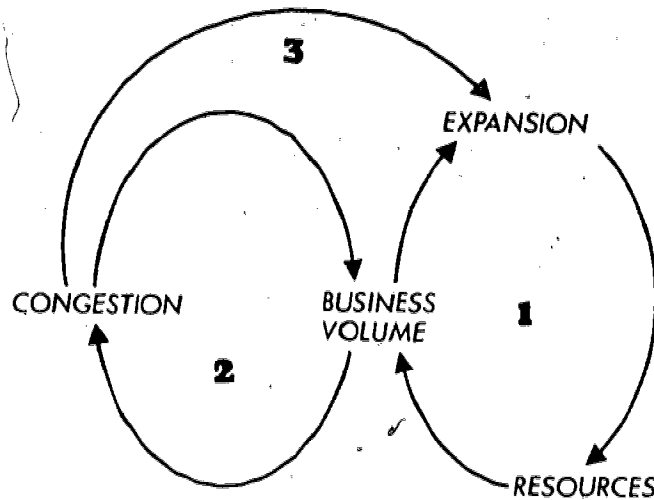 3
EXPANSION
CONGESTION
BUSINESS
VOLUME
1
2
RESOURCES